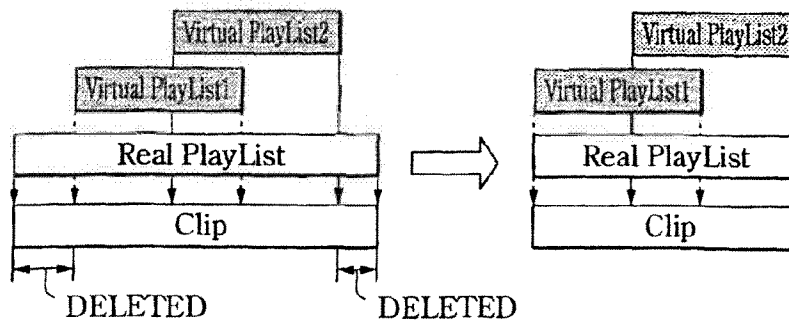 Virtual PlayList2
Virtual PlayList1
Real PlayList
Clip
DELETED
DELETED
Virtual PlayList2
Virtual PlayList1
Real PlayList
Clip